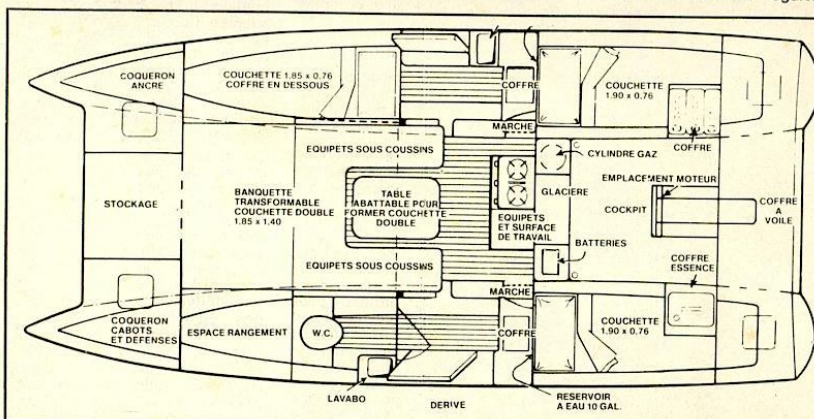 COQUERON
ANCRE
COUCHETTE 1.85 x 0.76
COFFRE EN DESSOUS
COFFRE
COUCHETTE
1.90 x 0.76
MARCHE
COFFRE
EQUIPETS SOUS COUSSINS
CYLINDRE GAZ
EMPLACEMENT MOTEUR
GLACIERE
STOCKAGE
BANQUETTE
TRANSFORMABLE
COUCHETTE DOUBLE
1.85 x 1.40
TABLE
ABATTABLE POUR
FORMER COUCHETTE
DOUBLE
EQUIPETS
ET SURFACE
DE TRAVAIL
COCKPIT
COFFRE
A
VOILE
BATTERIES
COFFRE
ESSENCE
EQUIPETS SOUS COUSSINS
MARCHE
COQUERON
CABOTS
ET DEFENSES
ESPACE RANGEMENT
W.C.
COFFRE
COUCHETTE
1.90 x 0.76
LAVABO
DERIVE
RESERVOIR
A EAU 10 GAL.